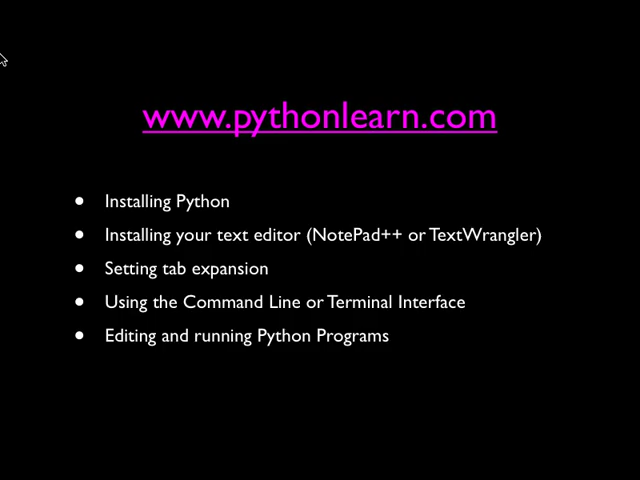 www.pythonlearn.com
• Installing Python
• Installing your text editor (NotePad++ or TextWrangler)
• Setting tab expansion
• Using the Command Line or Terminal Interface
• Editing and running Python Programs